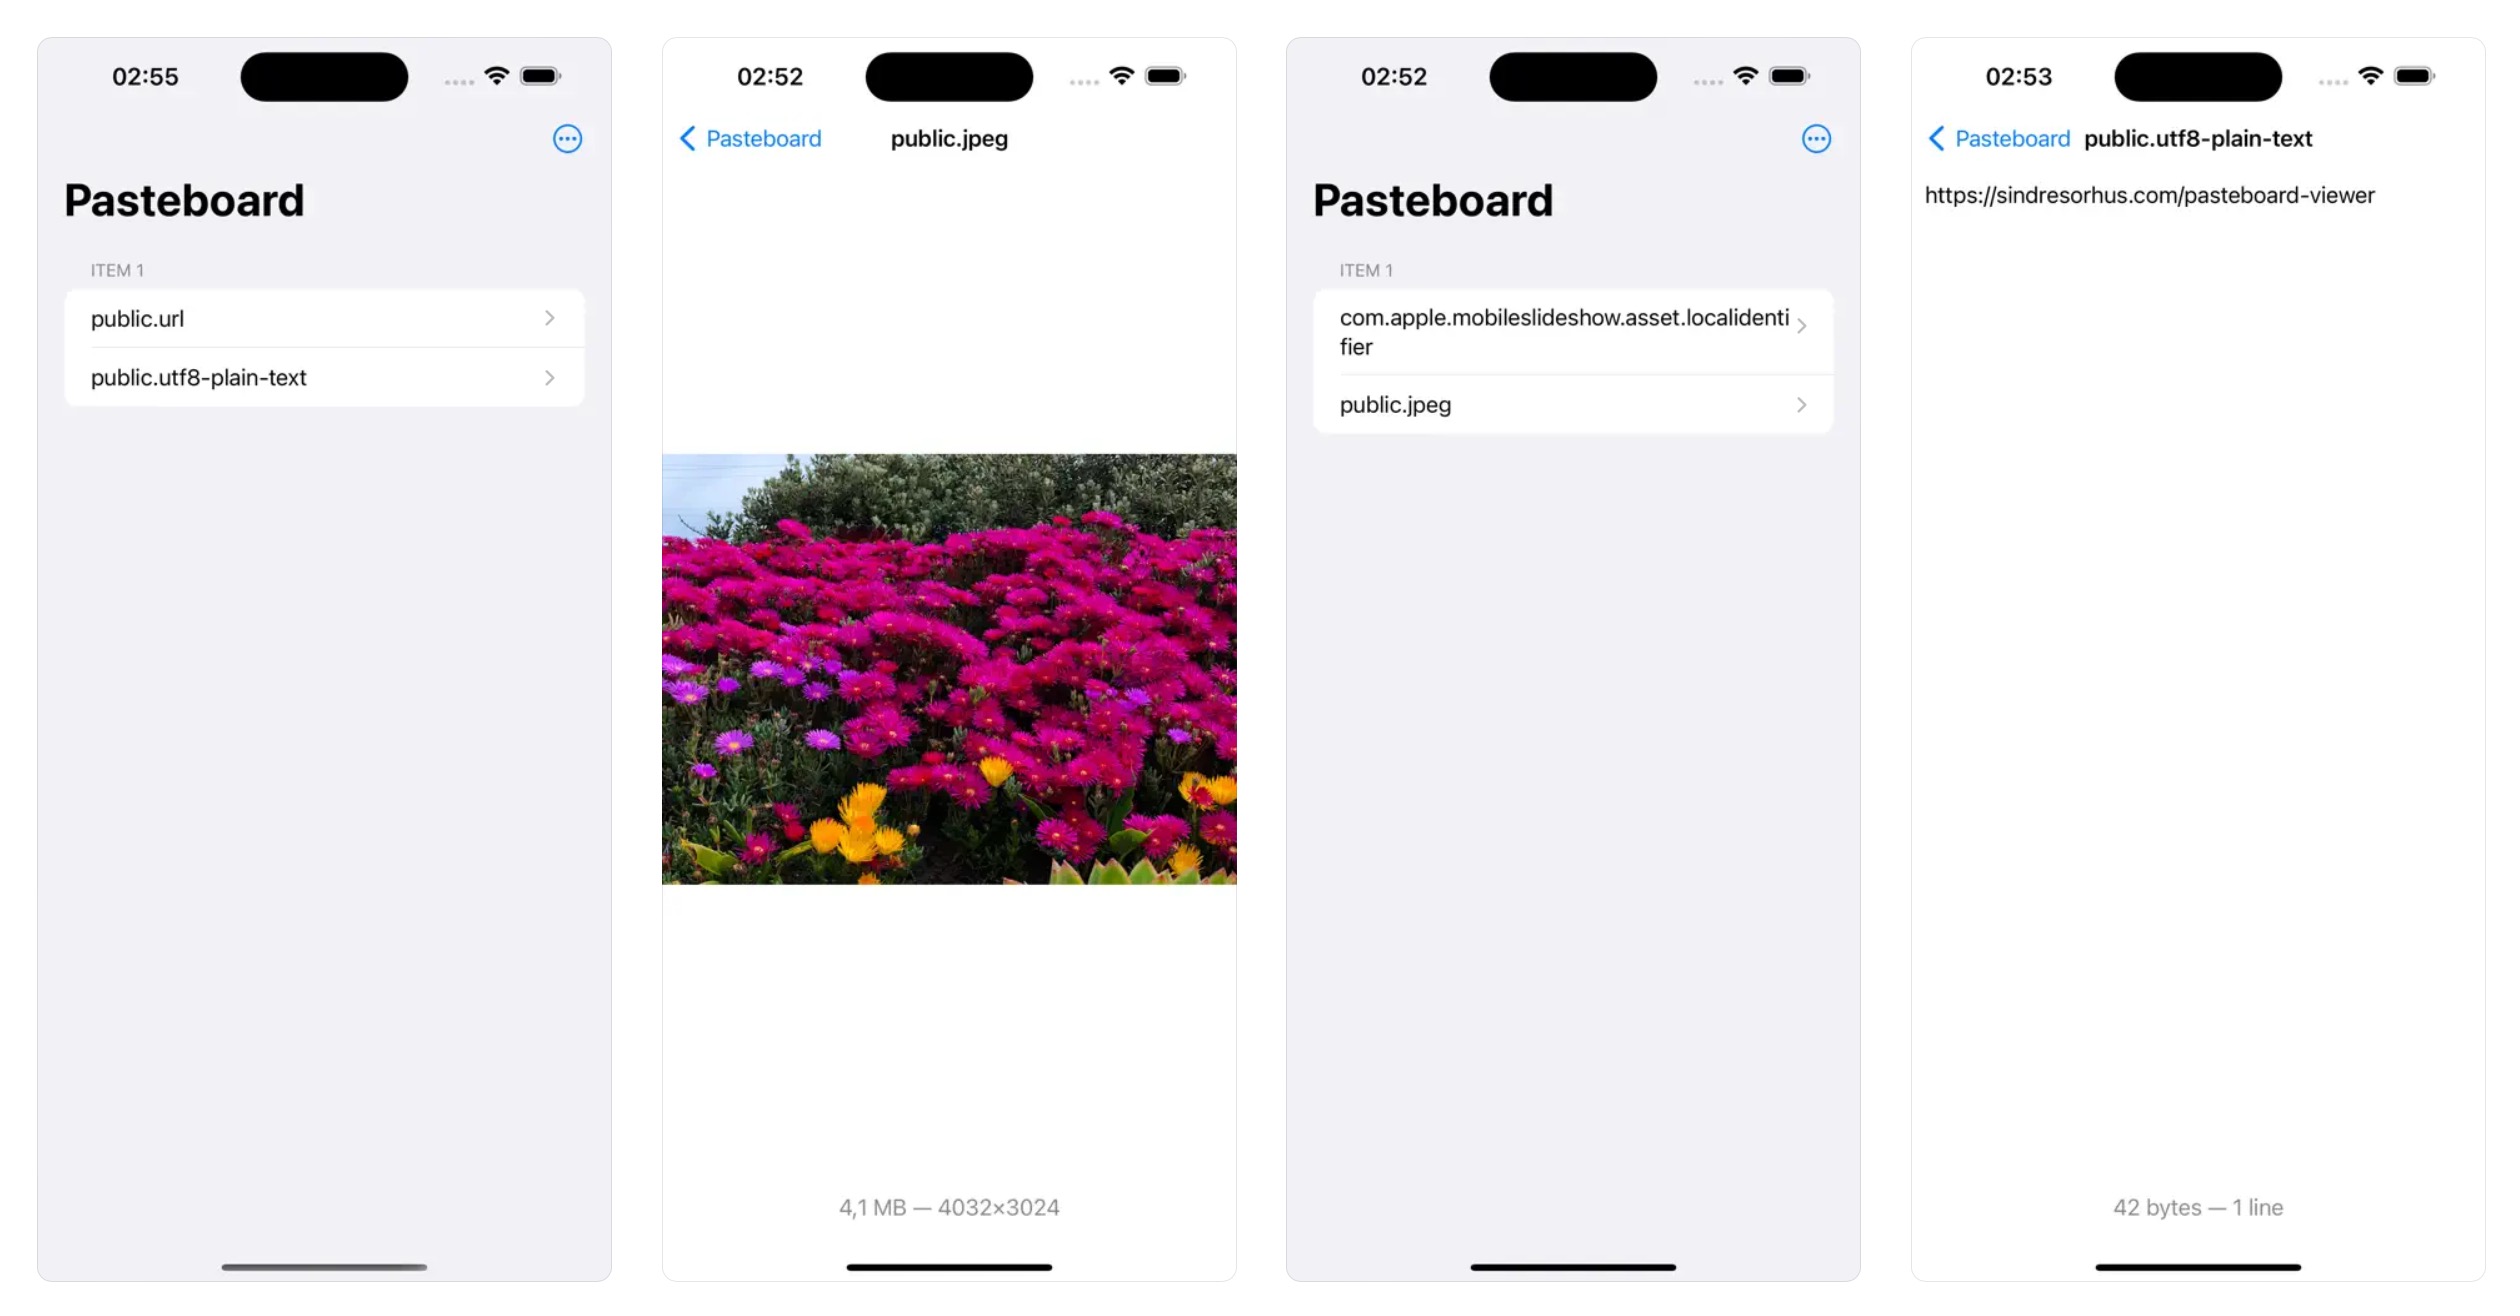 02:55
Pasteboard
ITEM 1
public.url
public.utf8-plain-text
02:52
Pasteboard
public.jpeg
4,1 MB — 4032×3024
02:52
Pasteboard
ITEM 1
com.apple.mobileslideshow.asset.localidenti
fier
public.jpeg
02:53
Pasteboard
public.utf8-plain-text
https://sindresorhus.com/pasteboard-viewer
42 bytes — 1 line